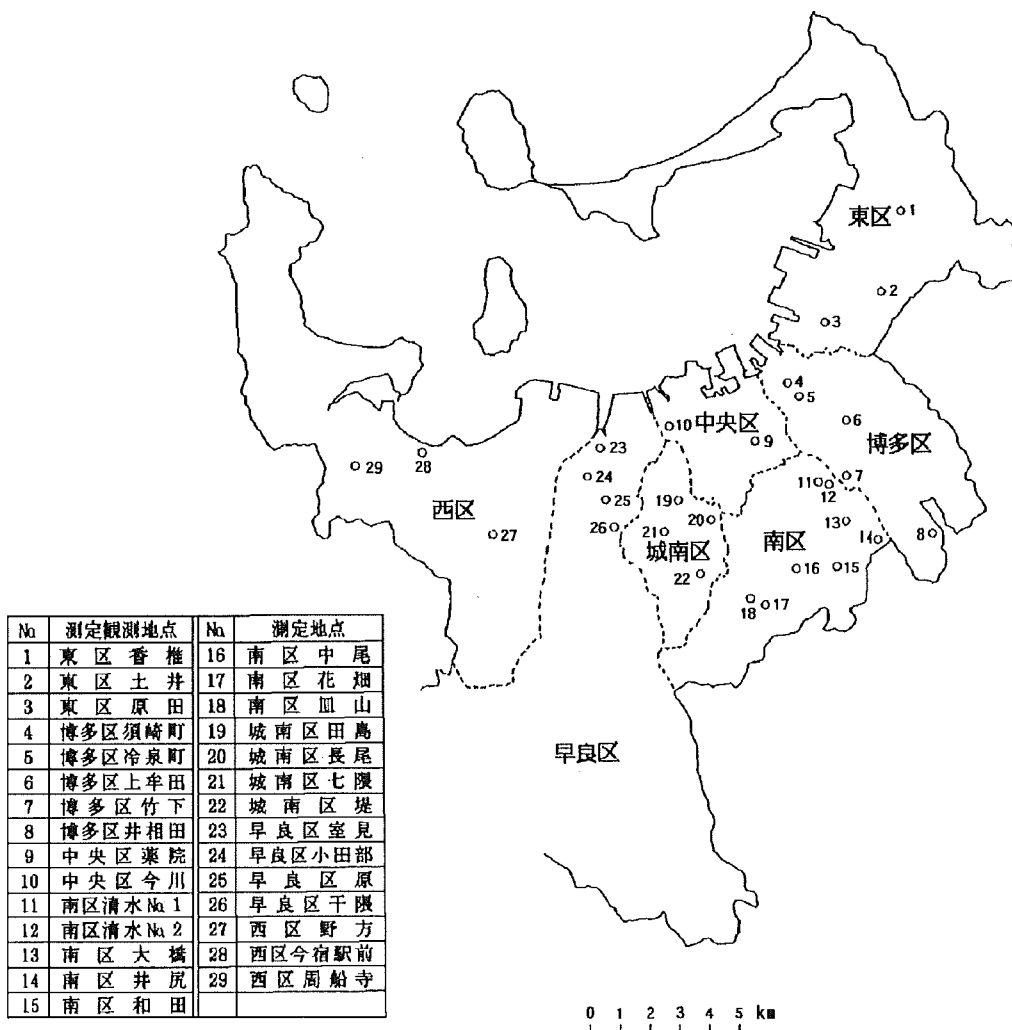 東区
1
2
3
4
5
6
博多区
10
中央区
9
7
11
12
8
13
14
23
24
25
26
29
28
西区
27
19
20
21
城南区
22
南区
16
15
18
17
早良区
No. 測定観測地点 No. 測定地点
1 東区香椎 16 南区中尾
2 東区土井 17 南区花畑
3 東区原田 18 南区皿山
4 博多区須崎町 19 城南区田島
5 博多区冷泉町 20 城南区長尾
6 博多区上牟田 21 城南区七隈
7 博多区竹下 22 城南区堤
8 博多区井相田 23 早良区室見
9 中央区薬院 24 早良区小田部
10 中央区今川 25 早良区原
11 南区清水No.1 26 早良区干隈
12 南区清水No.2 27 西区野方
13 南区大橋 28 西区今宿駅前
14 南区井尻 29 西区周船寺
15 南区和田
0 1 2 3 4 5 km